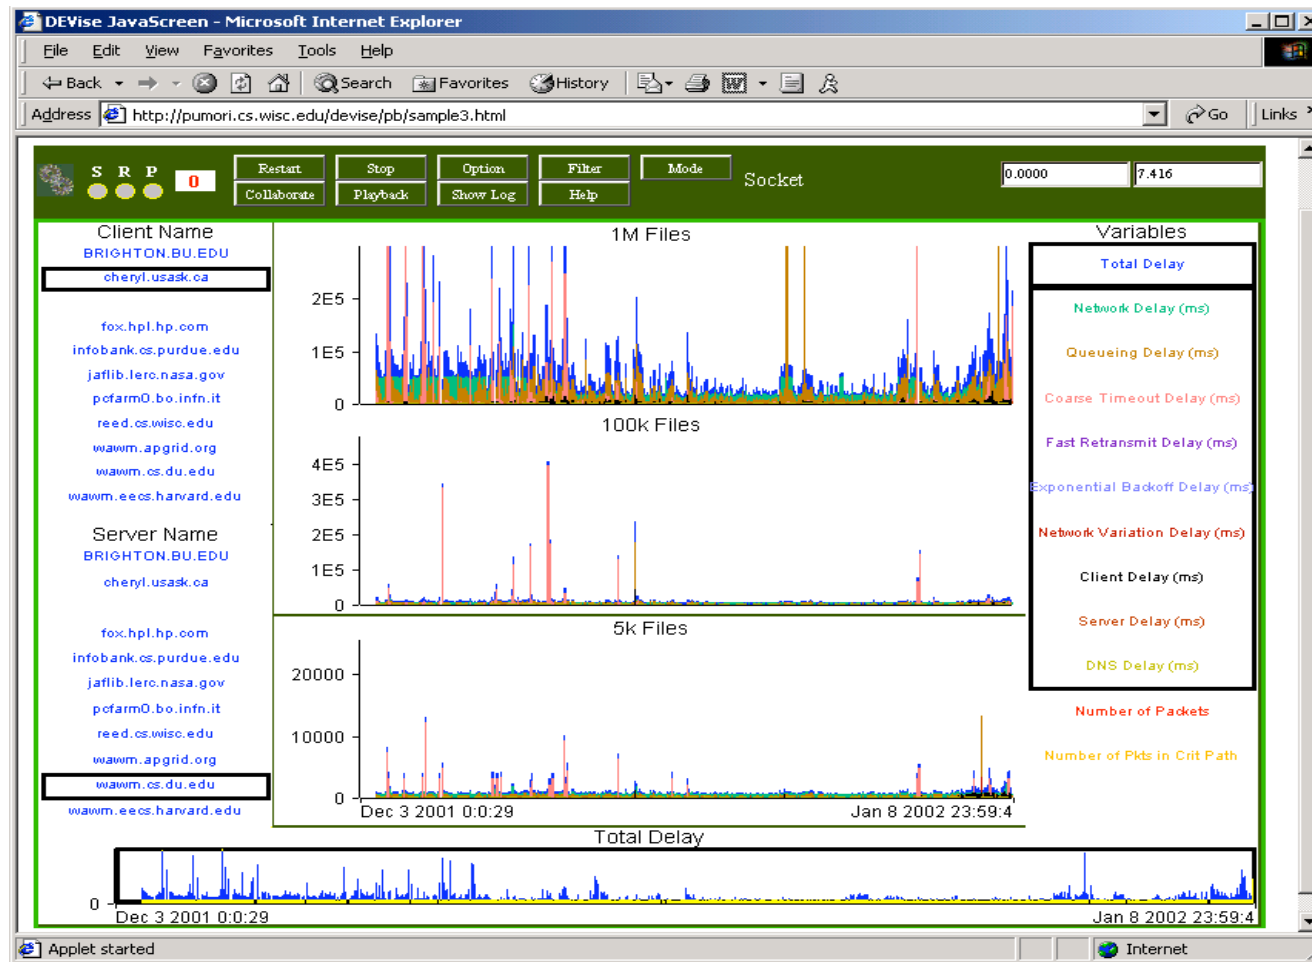 DEVise JavaScreen - Microsoft Internet Explorer
File Edit View Favorites Tools Help
Back Search Favorites History
Address http://pumori.cs.wisc.edu/devise/pb/sample3.html Go Links
S R P 0
Restart Stop Option Filter Mode Socket 0.0000 7.416
Collaborate Playback Show Log Help
Client Name
BRIGHTON.BU.EDU
cheryl.usask.ca
fox.hpl.hp.com
infobank.cs.purdue.edu
jaflib.lerc.nasa.gov
pcfarm0.bo.infn.it
reed.cs.wisc.edu
wawm.apgrid.org
wawm.cs.du.edu
wawm.eecs.harvard.edu
Server Name
BRIGHTON.BU.EDU
cheryl.usask.ca
fox.hpl.hp.com
infobank.cs.purdue.edu
jaflib.lerc.nasa.gov
pcfarm0.bo.infn.it
reed.cs.wisc.edu
wawm.apgrid.org
wawm.cs.du.edu
wawm.eecs.harvard.edu
1M Files
2E5
1E5
0
100k Files
4E5
3E5
2E5
1E5
0
5k Files
20000
10000
0
Dec 3 2001 0:0:29 Jan 8 2002 23:59:4
Variables
Total Delay
Network Delay (ms)
Queueing Delay (ms)
Coarse Timeout Delay (ms)
Fast Retransmit Delay (ms)
Exponential Backoff Delay (ms)
Network Variation Delay (ms)
Client Delay (ms)
Server Delay (ms)
DNS Delay (ms)
Number of Packets
Number of Pkts in Crit Path
Total Delay
0
Dec 3 2001 0:0:29 Jan 8 2002 23:59:4
Applet started Internet